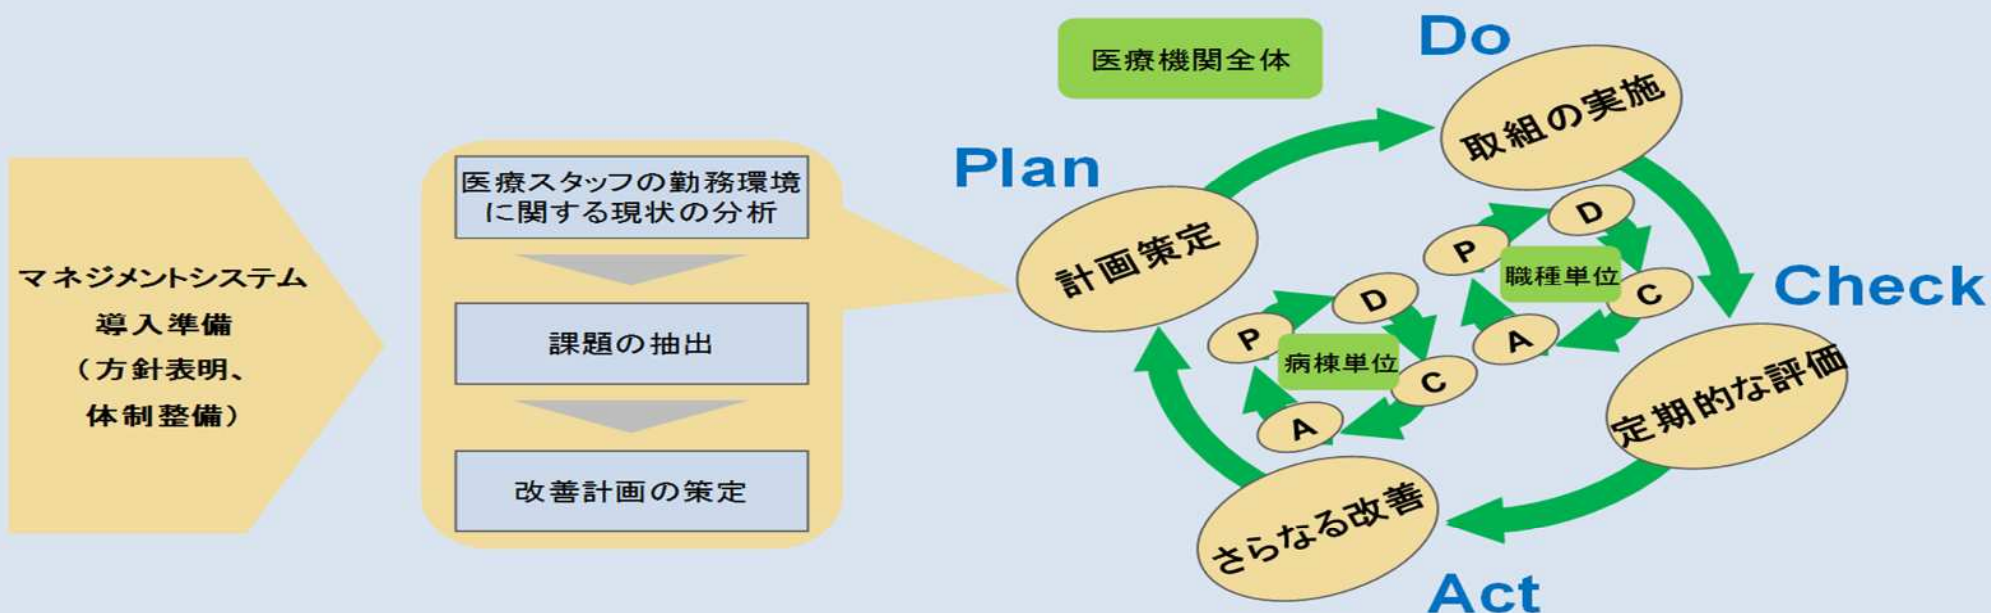 マネジメントシステム
導入準備
（方針表明、
体制整備）
医療スタッフの勤務環境
に関する現状の分析
課題の抽出
改善計画の策定
医療機関全体
Plan
計画策定
Do
取組の実施
Check
定期的な評価
Act
さらなる改善
P
D
C
A
職種単位
P
D
C
A
病棟単位